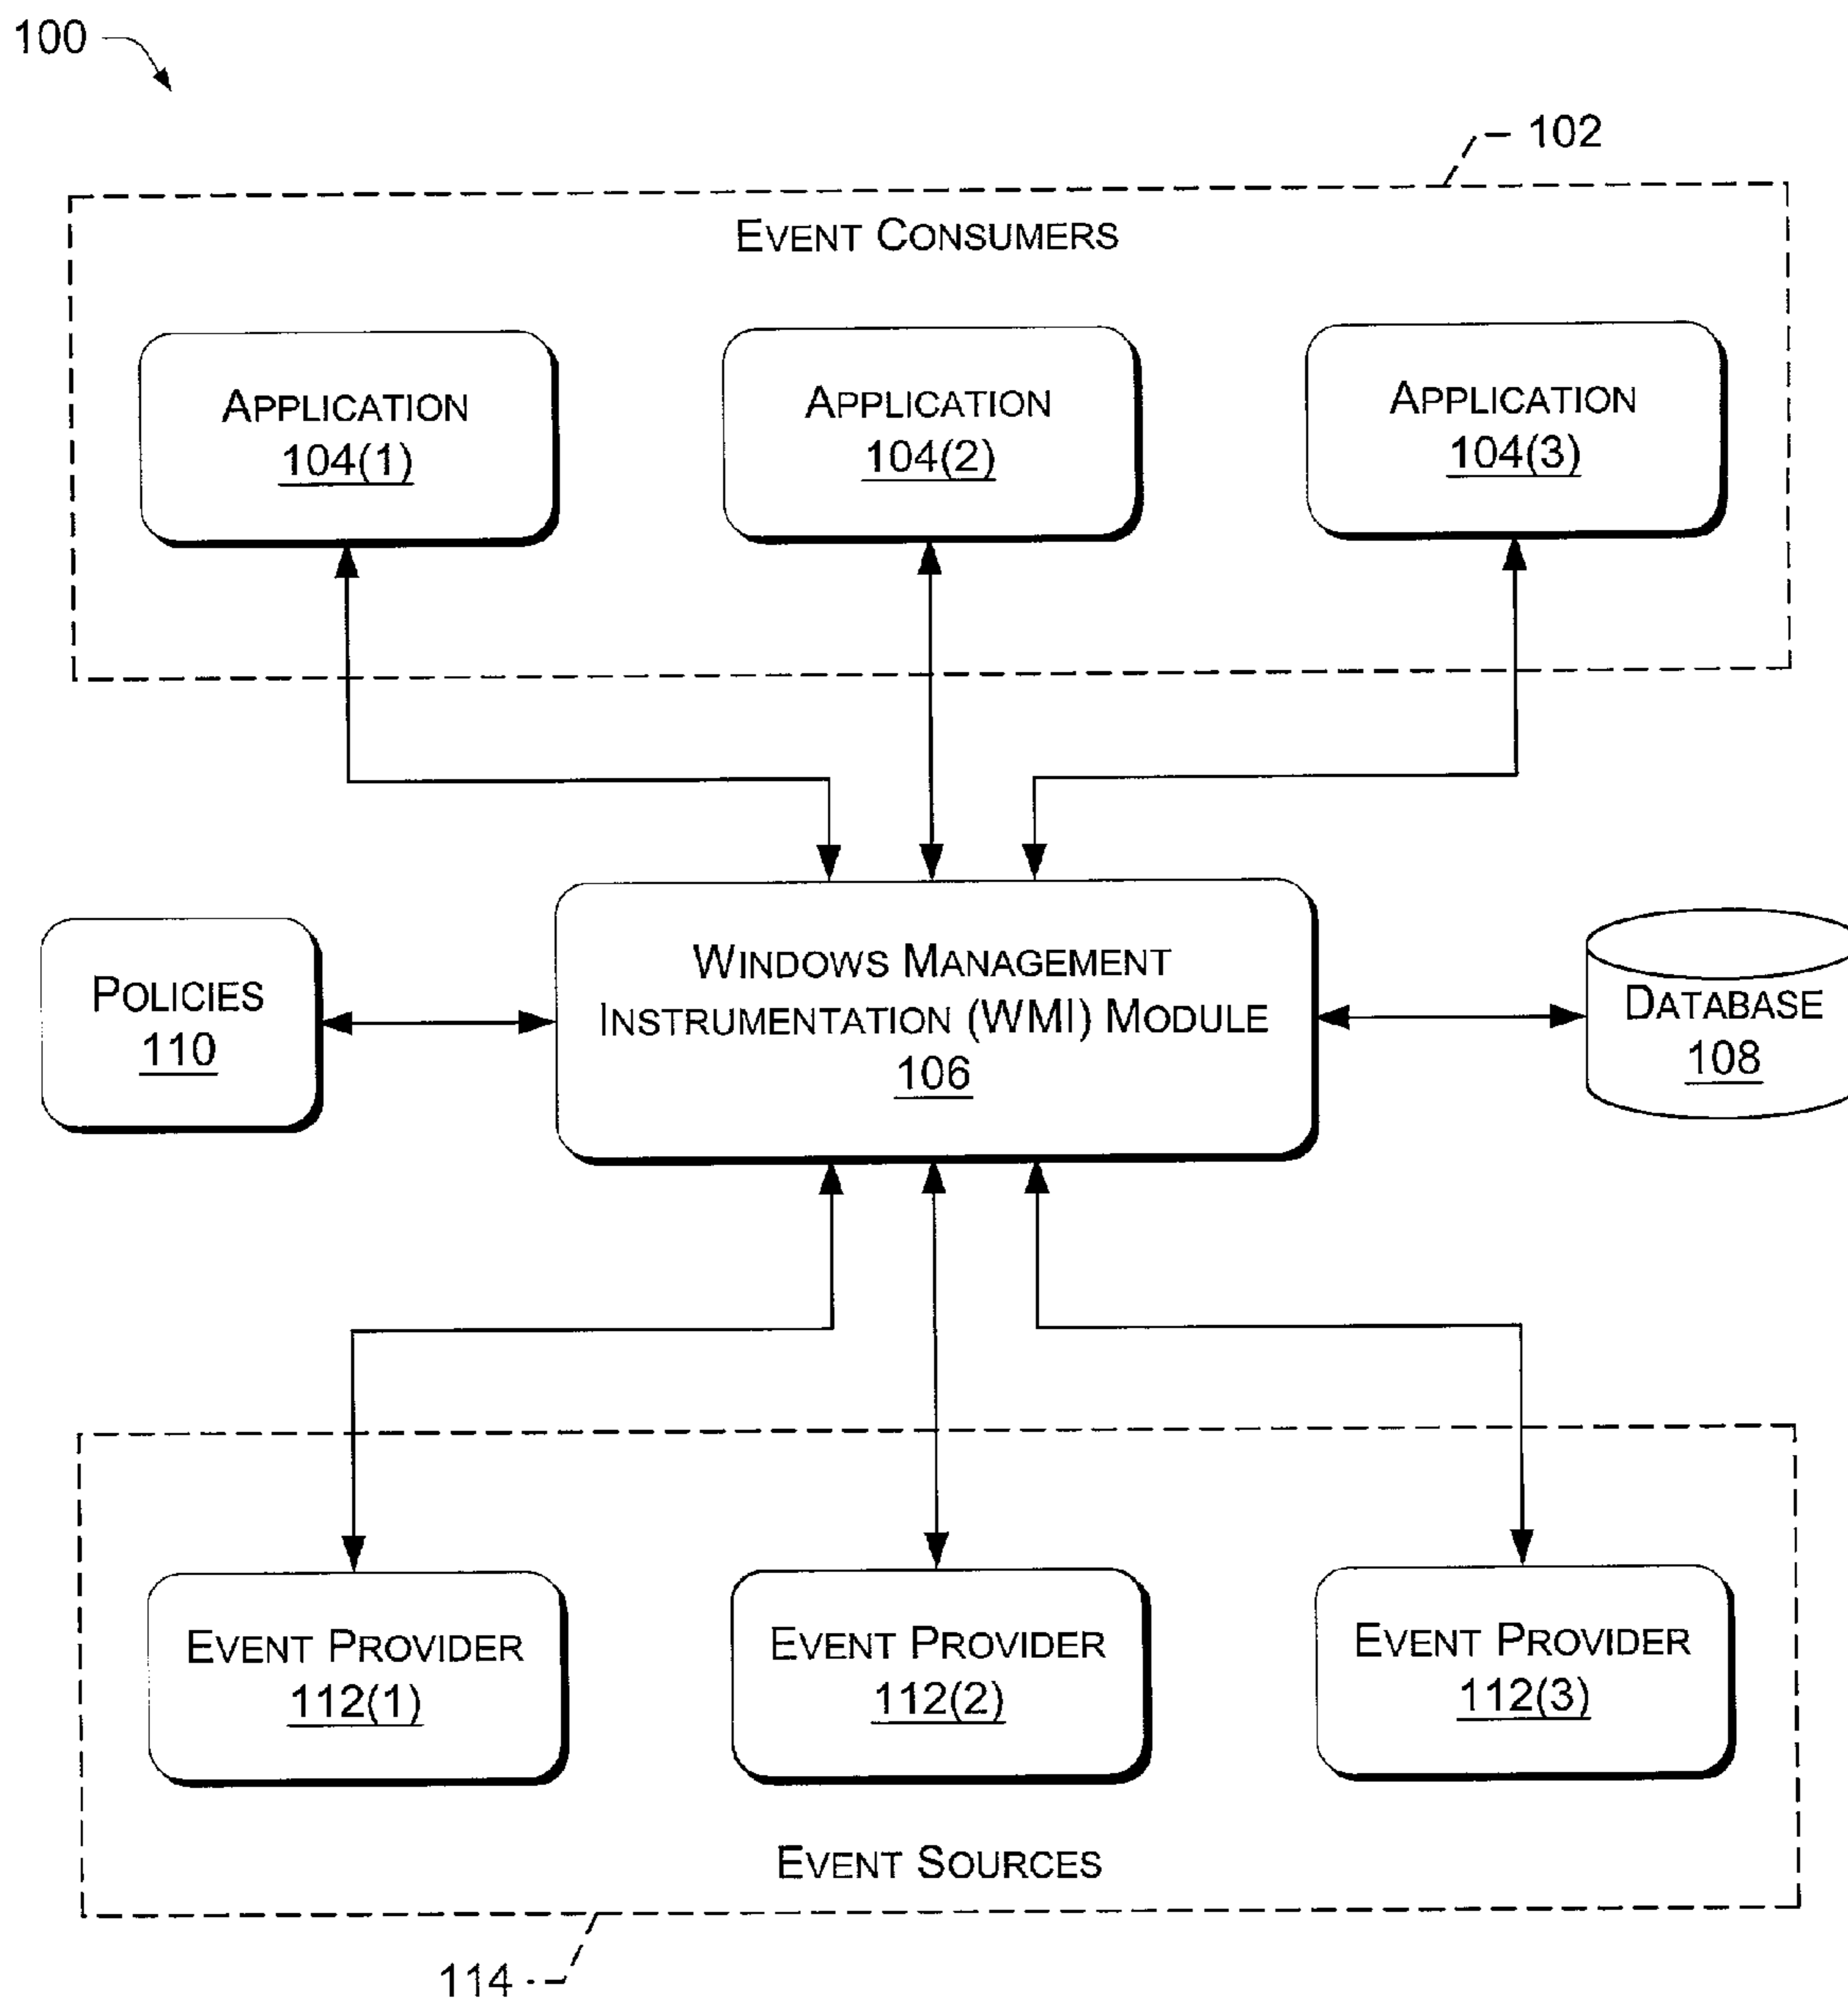 100
102
EVENT CONSUMERS
APPLICATION
104(1)
APPLICATION
104(2)
APPLICATION
104(3)
POLICIES
110
WINDOWS MANAGEMENT
INSTRUMENTATION (WMI) MODULE
106
DATABASE
108
EVENT PROVIDER
112(1)
EVENT PROVIDER
112(2)
EVENT PROVIDER
112(3)
EVENT SOURCES
114